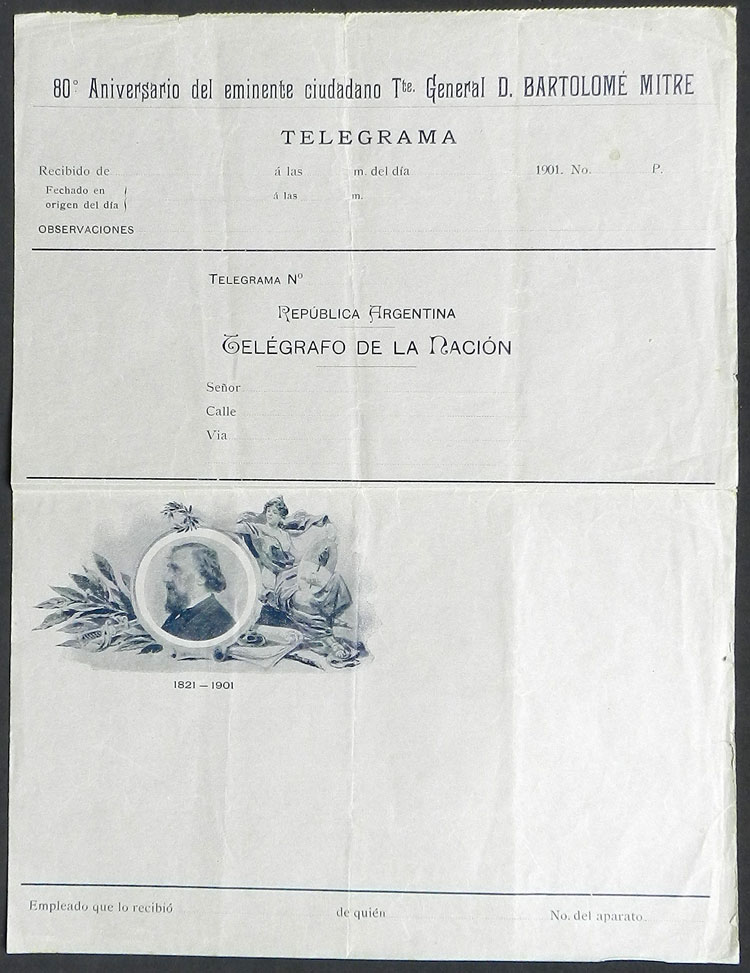 80º Aniversario del eminente ciudadano Tte. General D. BARTOLOMÉ MITRE
TELEGRAMA
Recibido de á las m. del día 1901. No. P.
Fechado en
origen del día á las m.
OBSERVACIONES
TELEGRAMA Nº
REPÚBLICA ARGENTINA
TELÉGRAFO DE LA NACIÓN
Señor
Calle
Via
1821 — 1901
Empleado que lo recibió de quién No. del aparato